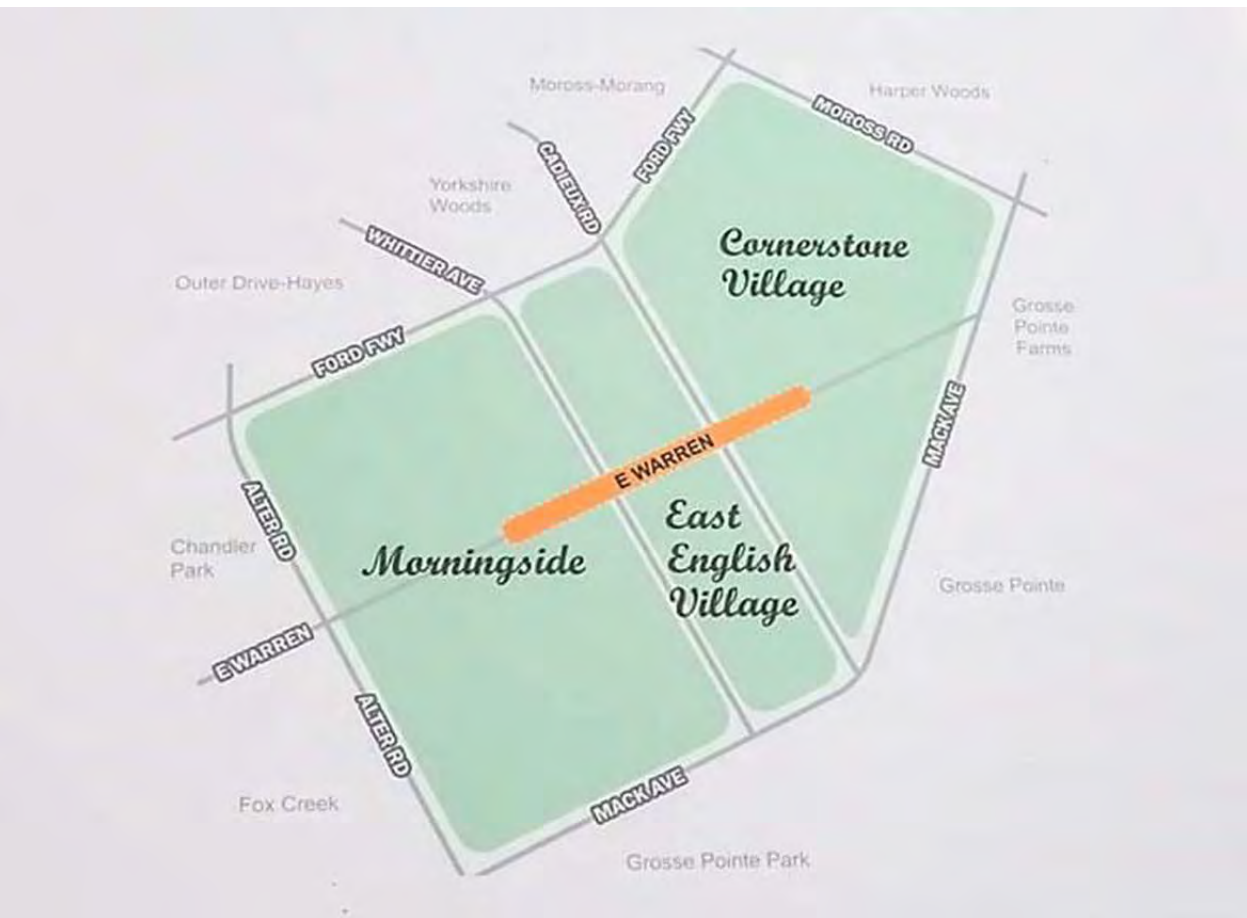 Moross-Morang
Harper Woods
MOROSS RD
FORD FWY
CADIEUX RD
Yorkshire
Woods
WHITTIER AVE
Cornerstone
Village
Outer Drive-Hayes
Grosse
Pointe
Farms
FORD FWY
MACK AVE
E WARREN
ALTER RD
East
English
Village
Chandler
Park
Morningside
Grosse Pointe
E WARREN
ALTER RD
MACK AVE
Fox Creek
Grosse Pointe Park